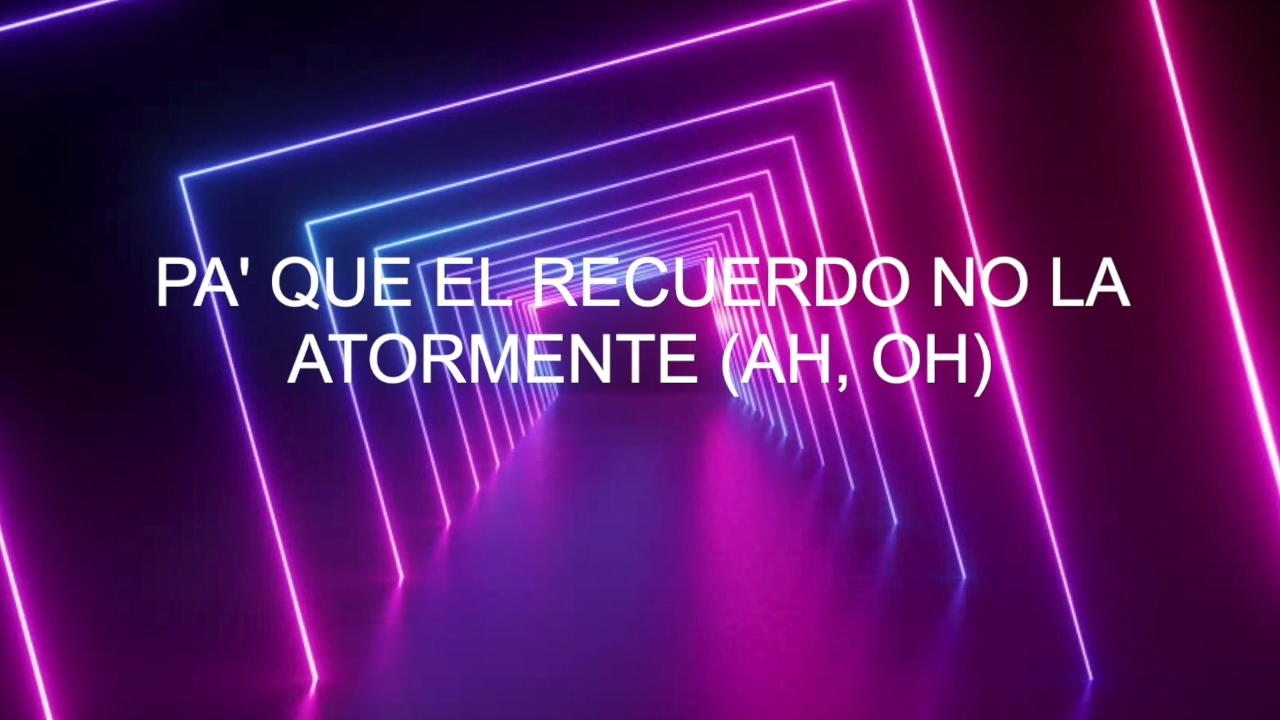 PA' QUE EL RECUERDO NO LA
ATORMENTE (AH, OH)